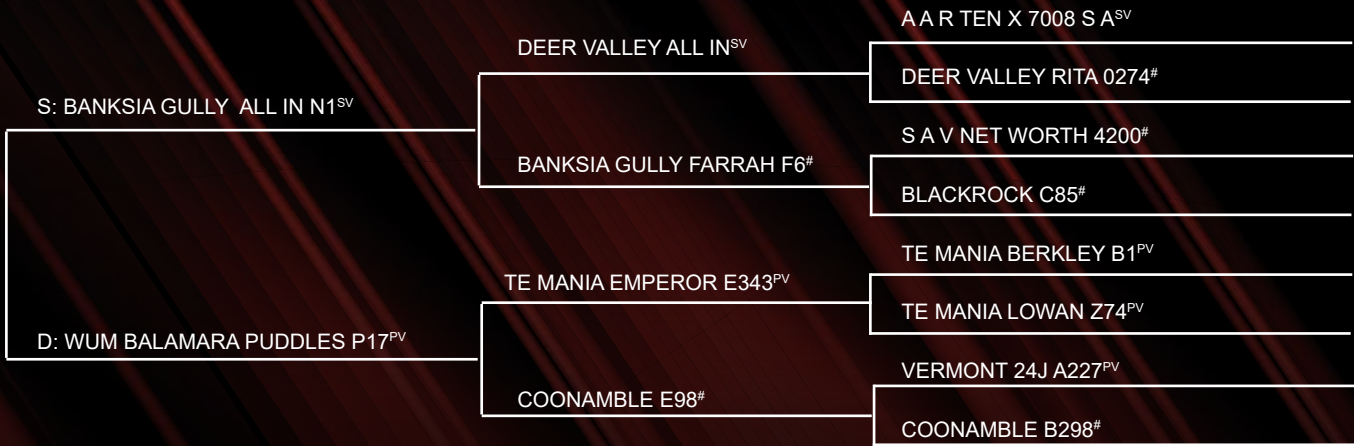 A A R TEN X 7008 S A^SV
DEER VALLEY ALL IN^SV
DEER VALLEY RITA 0274^#
S: BANKSIA GULLY ALL IN N1^SV
S A V NET WORTH 4200^#
BANKSIA GULLY FARRAH F6^#
BLACKROCK C85^#
TE MANIA BERKLEY B1^PV
TE MANIA EMPEROR E343^PV
TE MANIA LOWAN Z74^PV
D: WUM BALAMARA PUDDLES P17^PV
VERMONT 24J A227^PV
COONAMBLE E98^#
COONAMBLE B298^#